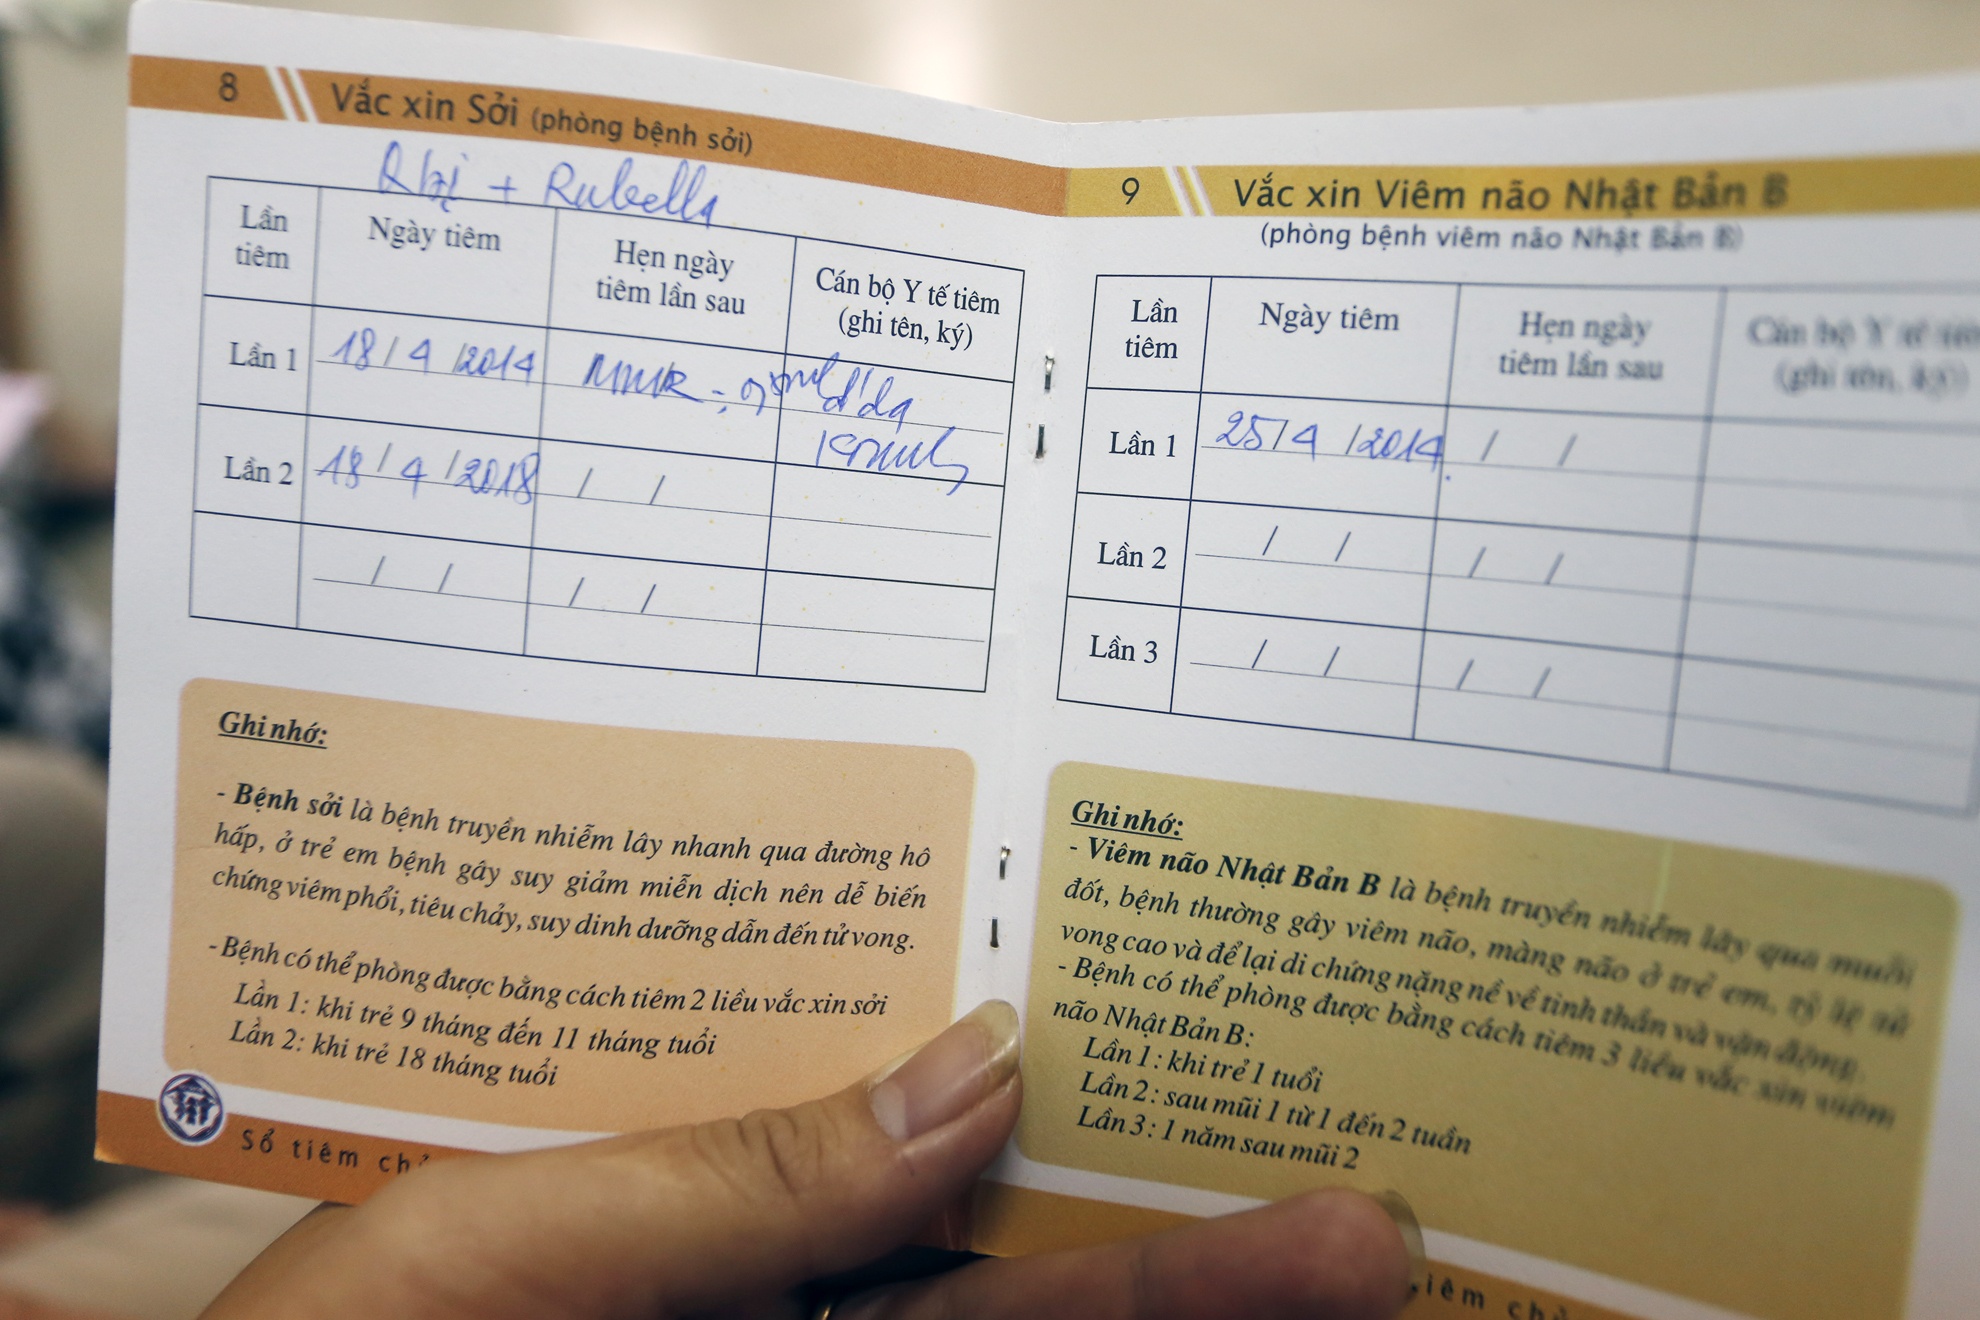 8 Vắc xin Sởi (phòng bệnh sởi)
+ Rubella
Lần tiêm
Ngày tiêm
Hẹn ngày tiêm lần sau
Cán bộ Y tế tiêm (ghi tên, ký)
Lần 1 18/4/2014 MMR
Lần 2 18/4/2018 / /
/ / / /
Ghi nhớ:
- Bệnh sởi là bệnh truyền nhiễm lây nhanh qua đường hô
hấp, ở trẻ em bệnh gây suy giảm miễn dịch nên dễ biến
chứng viêm phổi, tiêu chảy, suy dinh dưỡng dẫn đến tử vong.
- Bệnh có thể phòng được bằng cách tiêm 2 liều vắc xin sởi
Lần 1: khi trẻ 9 tháng đến 11 tháng tuổi
Lần 2: khi trẻ 18 tháng tuổi
Sổ tiêm
9 Vắc xin Viêm não Nhật Bản B
(phòng bệnh viêm não Nhật Bản B)
Lần tiêm
Ngày tiêm
Hẹn ngày tiêm lần sau
Cán bộ Y tế tiêm (ghi tên, ký)
Lần 1 25/4/2014 / /
Lần 2 / / / /
Lần 3 / / / /
Ghi nhớ:
- Viêm não Nhật Bản B là bệnh truyền nhiễm lây qua muỗi
đốt, bệnh thường gây viêm não, màng não ở trẻ em, tỷ lệ tử
vong cao và để lại di chứng nặng nề về tinh thần và vận động.
- Bệnh có thể phòng được bằng cách tiêm 3 liều vắc xin viêm
não Nhật Bản B:
Lần 1: khi trẻ 1 tuổi
Lần 2: sau mũi 1 từ 1 đến 2 tuần
Lần 3: 1 năm sau mũi 2